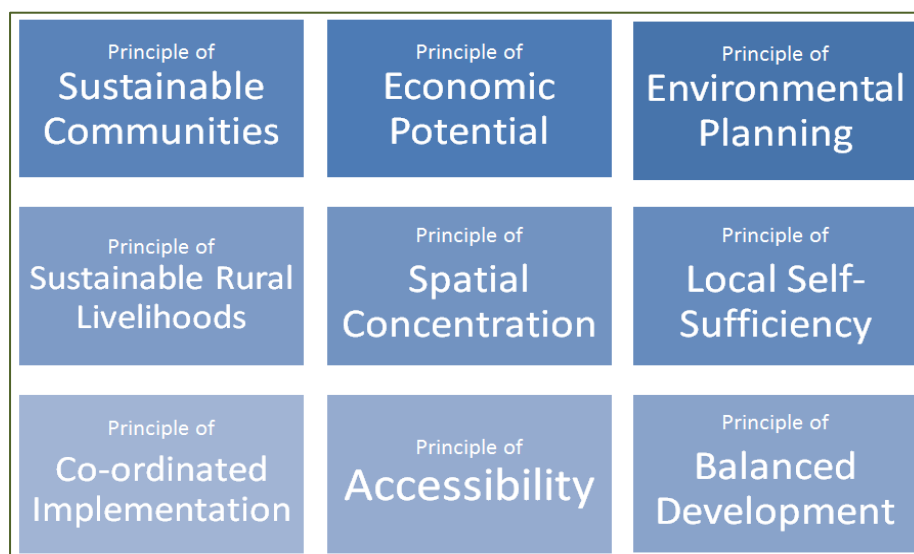 Principle of
Sustainable
Communities
Principle of
Economic
Potential
Principle of
Environmental
Planning
Principle of
Sustainable Rural
Livelihoods
Principle of
Spatial
Concentration
Principle of
Local Self-
Sufficiency
Principle of
Co-ordinated
Implementation
Principle of
Accessibility
Principle of
Balanced
Development